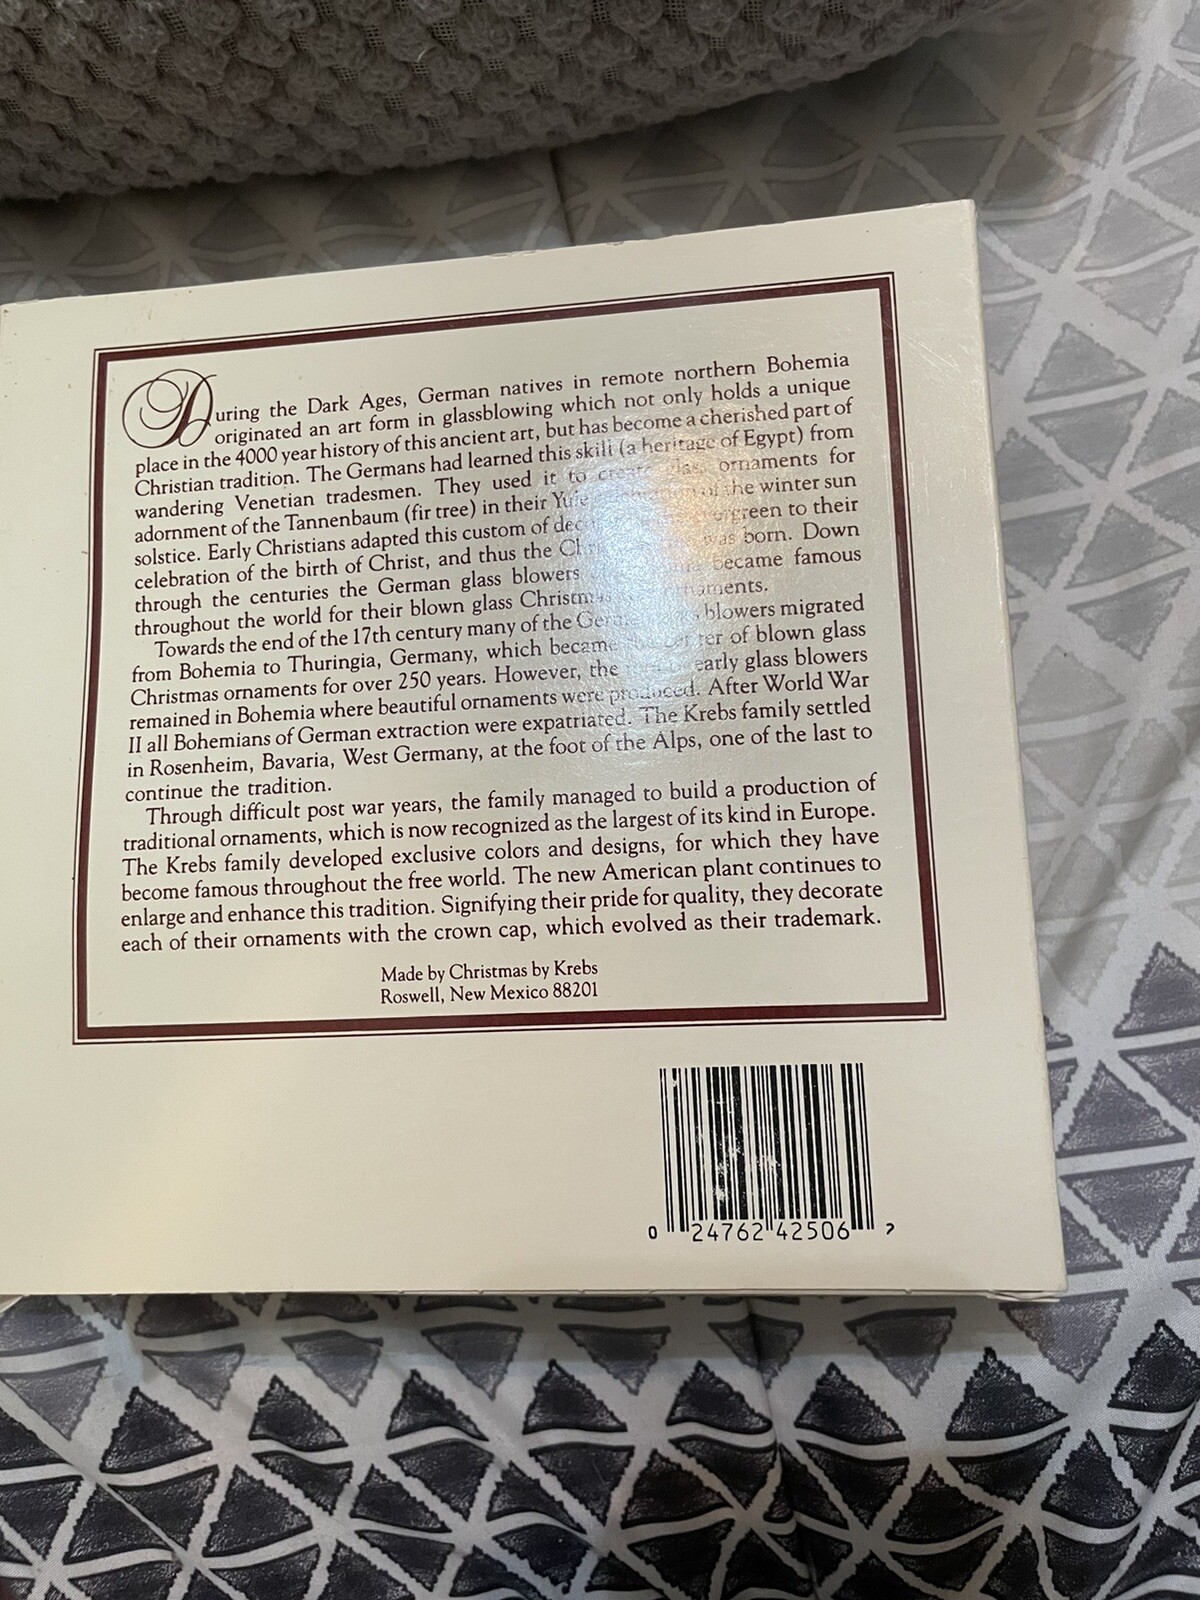 During the Dark Ages, German natives in remote northern Bohemia
originated an art form in glassblowing which not only holds a unique
place in the 4000 year history of this ancient art, but has become a cherished part of
Christian tradition. The Germans had learned this skill (a heritage of Egypt) from
wandering Venetian tradesmen. They used it to create glass ornaments for
adornment of the Tannenbaum (fir tree) in their Yule of the winter sun
solstice. Early Christians adapted this custom of evergreen to their
celebration of the birth of Christ, and thus the was born. Down
through the centuries the German glass blowers became famous
throughout the world for their blown glass Christmas ornaments.
Towards the end of the 17th century many of the German glass blowers migrated
from Bohemia to Thuringia, Germany, which became the center of blown glass
Christmas ornaments for over 250 years. However, the early glass blowers
remained in Bohemia where beautiful ornaments were produced. After World War
II all Bohemians of German extraction were expatriated. The Krebs family settled
in Rosenheim, Bavaria, West Germany, at the foot of the Alps, one of the last to
continue the tradition.
Through difficult post war years, the family managed to build a production of
traditional ornaments, which is now recognized as the largest of its kind in Europe.
The Krebs family developed exclusive colors and designs, for which they have
become famous throughout the free world. The new American plant continues to
enlarge and enhance this tradition. Signifying their pride for quality, they decorate
each of their ornaments with the crown cap, which evolved as their trademark.
Made by Christmas by Krebs
Roswell, New Mexico 88201
0 24762 42506 7